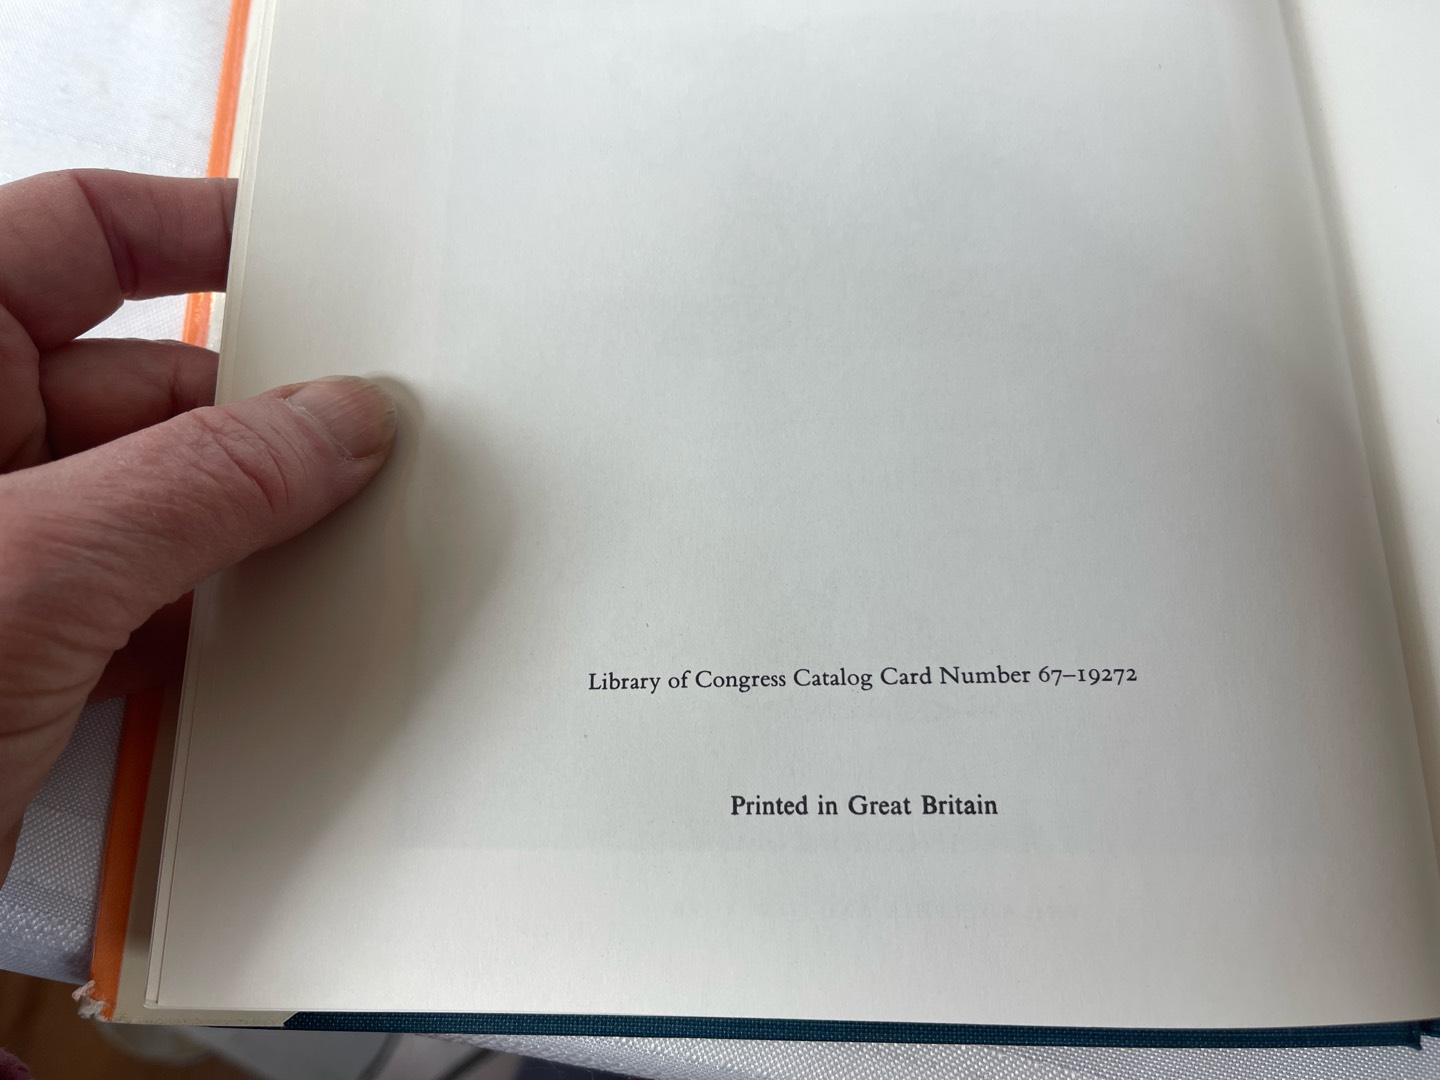 Library of Congress Catalog Card Number 67–19272
Printed in Great Britain